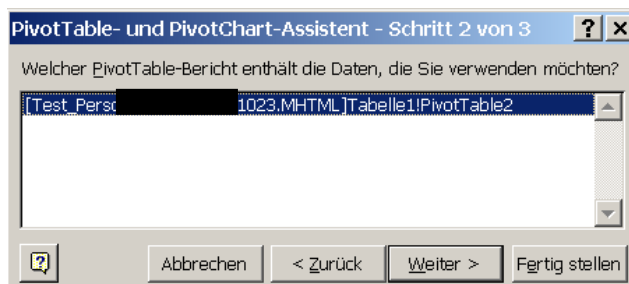 PivotTable- und PivotChart-Assistent - Schritt 2 von 3
Welcher PivotTable-Bericht enthält die Daten, die Sie verwenden möchten?
[Test_Perso 1023.MHTML]Tabelle1!PivotTable2
Abbrechen < Zurück Weiter > Fertig stellen